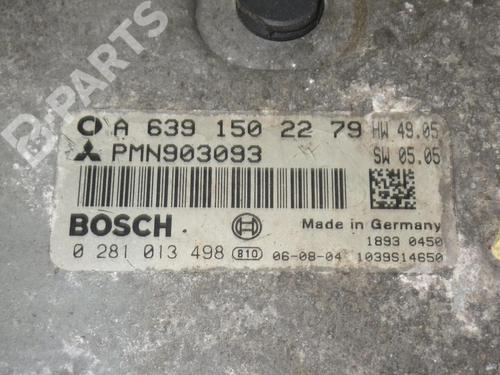 B-PARTS
A 639 150 22 79 HW 49.05
PMN903093 SW 05.05
BOSCH Made in Germany
1893 0450
0 281 013 498 810 06-08-04 1039S14650